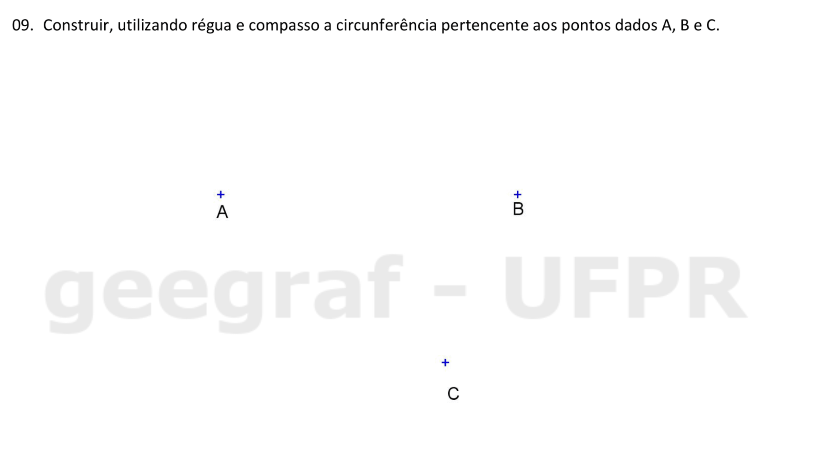 09. Construir, utilizando régua e compasso a circunferência pertencente aos pontos dados A, B e C.
A
B
geegraf - UFPR
C